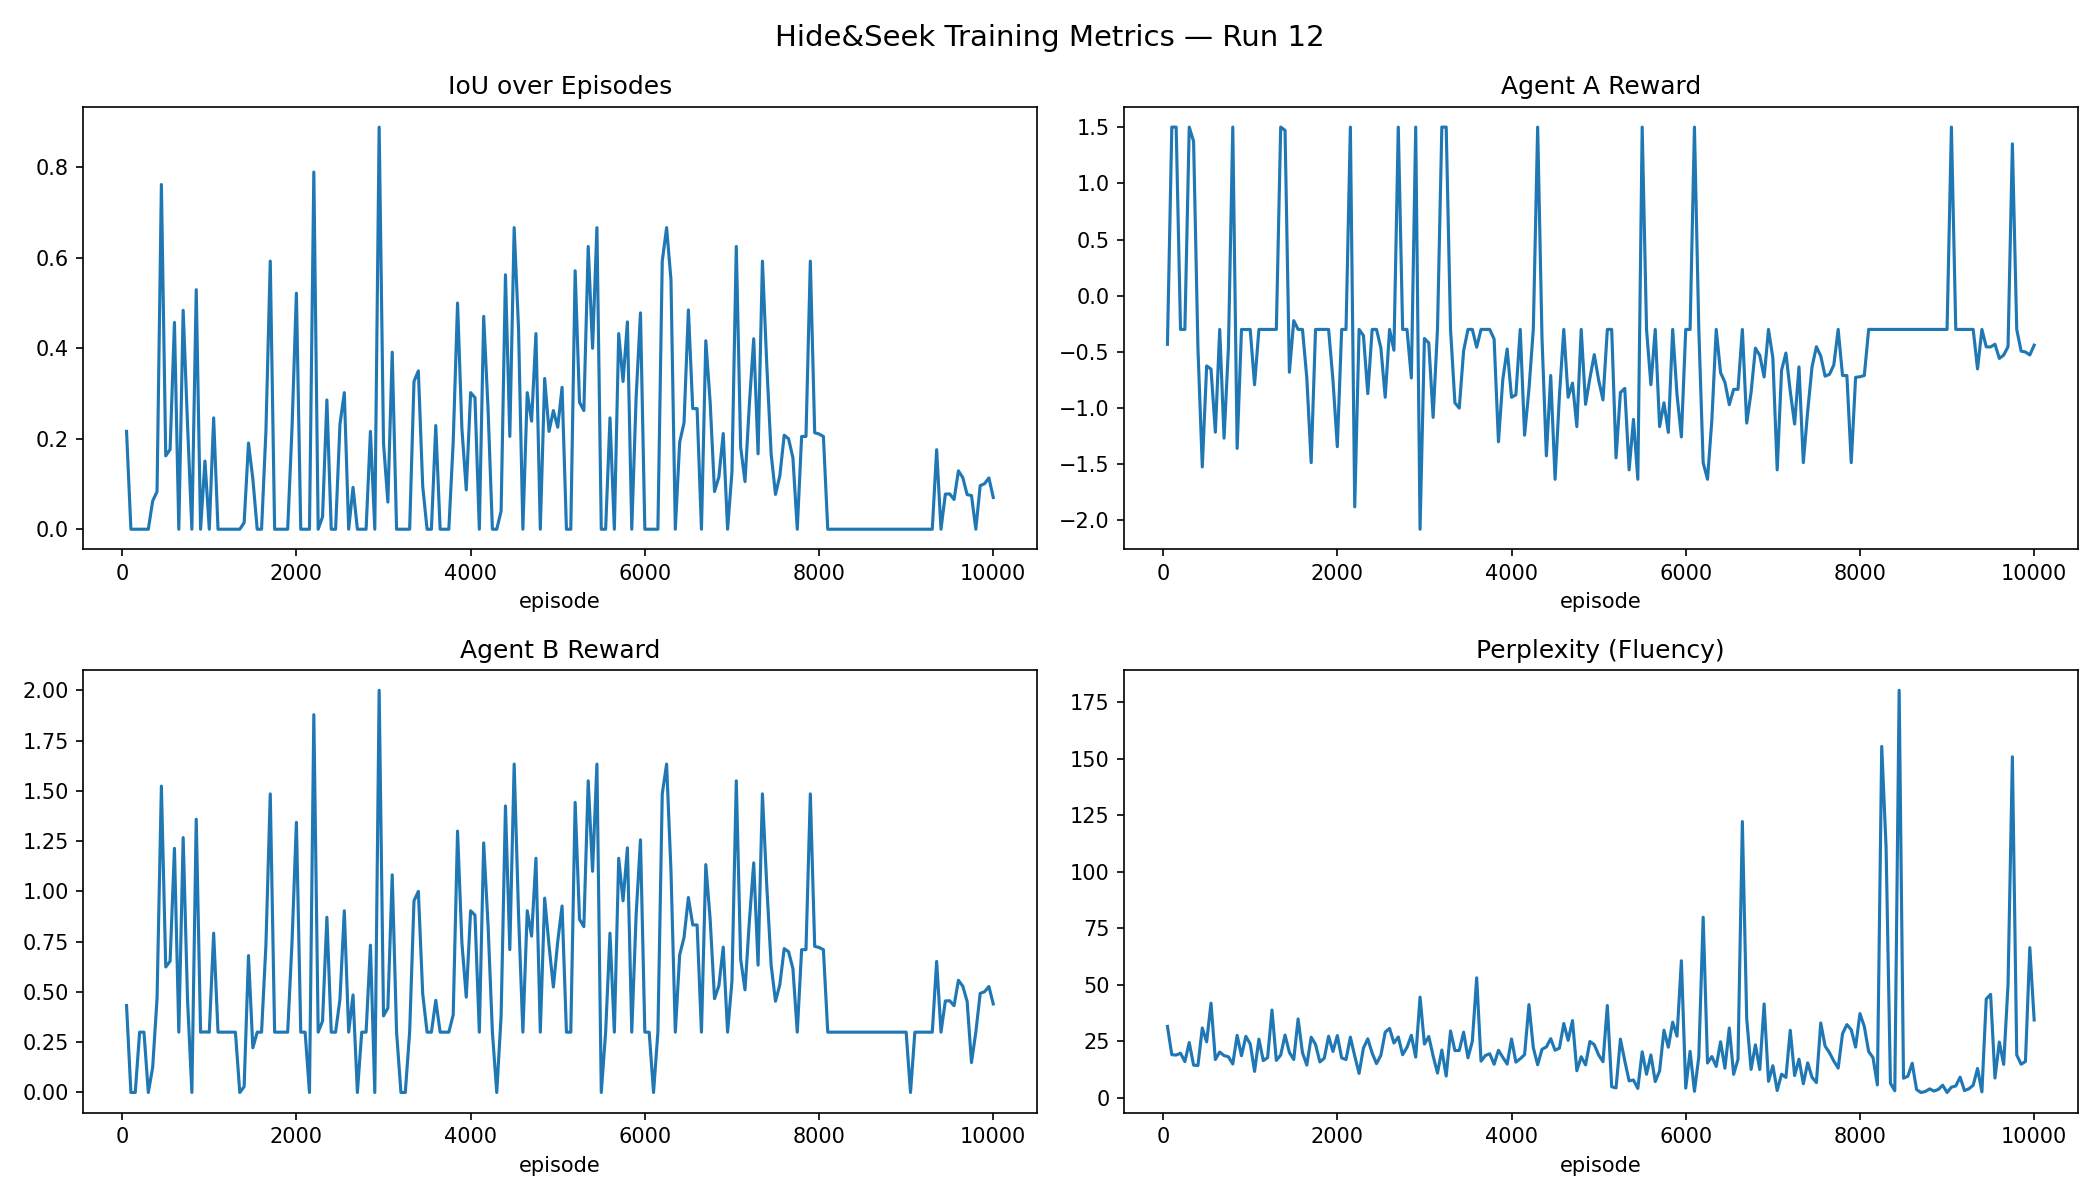 Hide&Seek Training Metrics — Run 12
IoU over Episodes
0.8
0.6
0.4
0.2
0.0
0 2000 4000 6000 8000 10000
episode
Agent A Reward
1.5
1.0
0.5
0.0
−0.5
−1.0
−1.5
−2.0
0 2000 4000 6000 8000 10000
episode
Agent B Reward
2.00
1.75
1.50
1.25
1.00
0.75
0.50
0.25
0.00
0 2000 4000 6000 8000 10000
episode
Perplexity (Fluency)
175
150
125
100
75
50
25
0
0 2000 4000 6000 8000 10000
episode